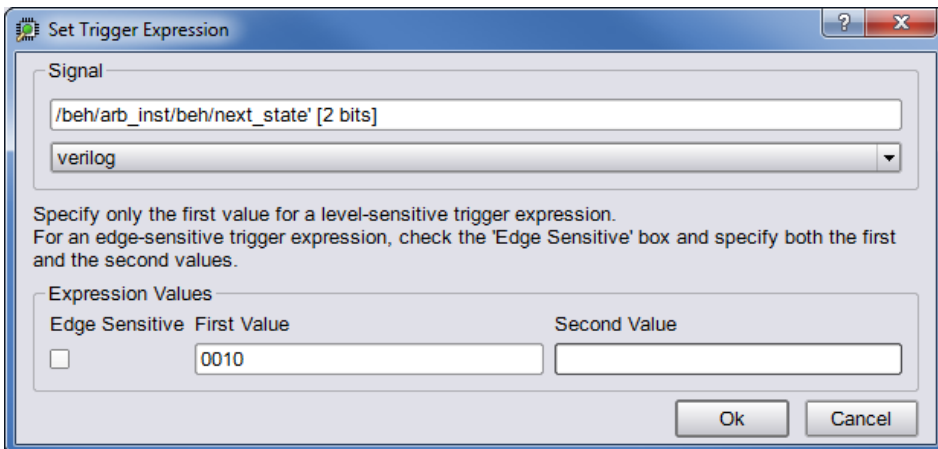 Set Trigger Expression
?
X
Signal
/beh/arb_inst/beh/next_state' [2 bits]
verilog
Specify only the first value for a level-sensitive trigger expression.
For an edge-sensitive trigger expression, check the 'Edge Sensitive' box and specify both the first
and the second values.
Expression Values
Edge Sensitive First Value Second Value
0010
Ok Cancel